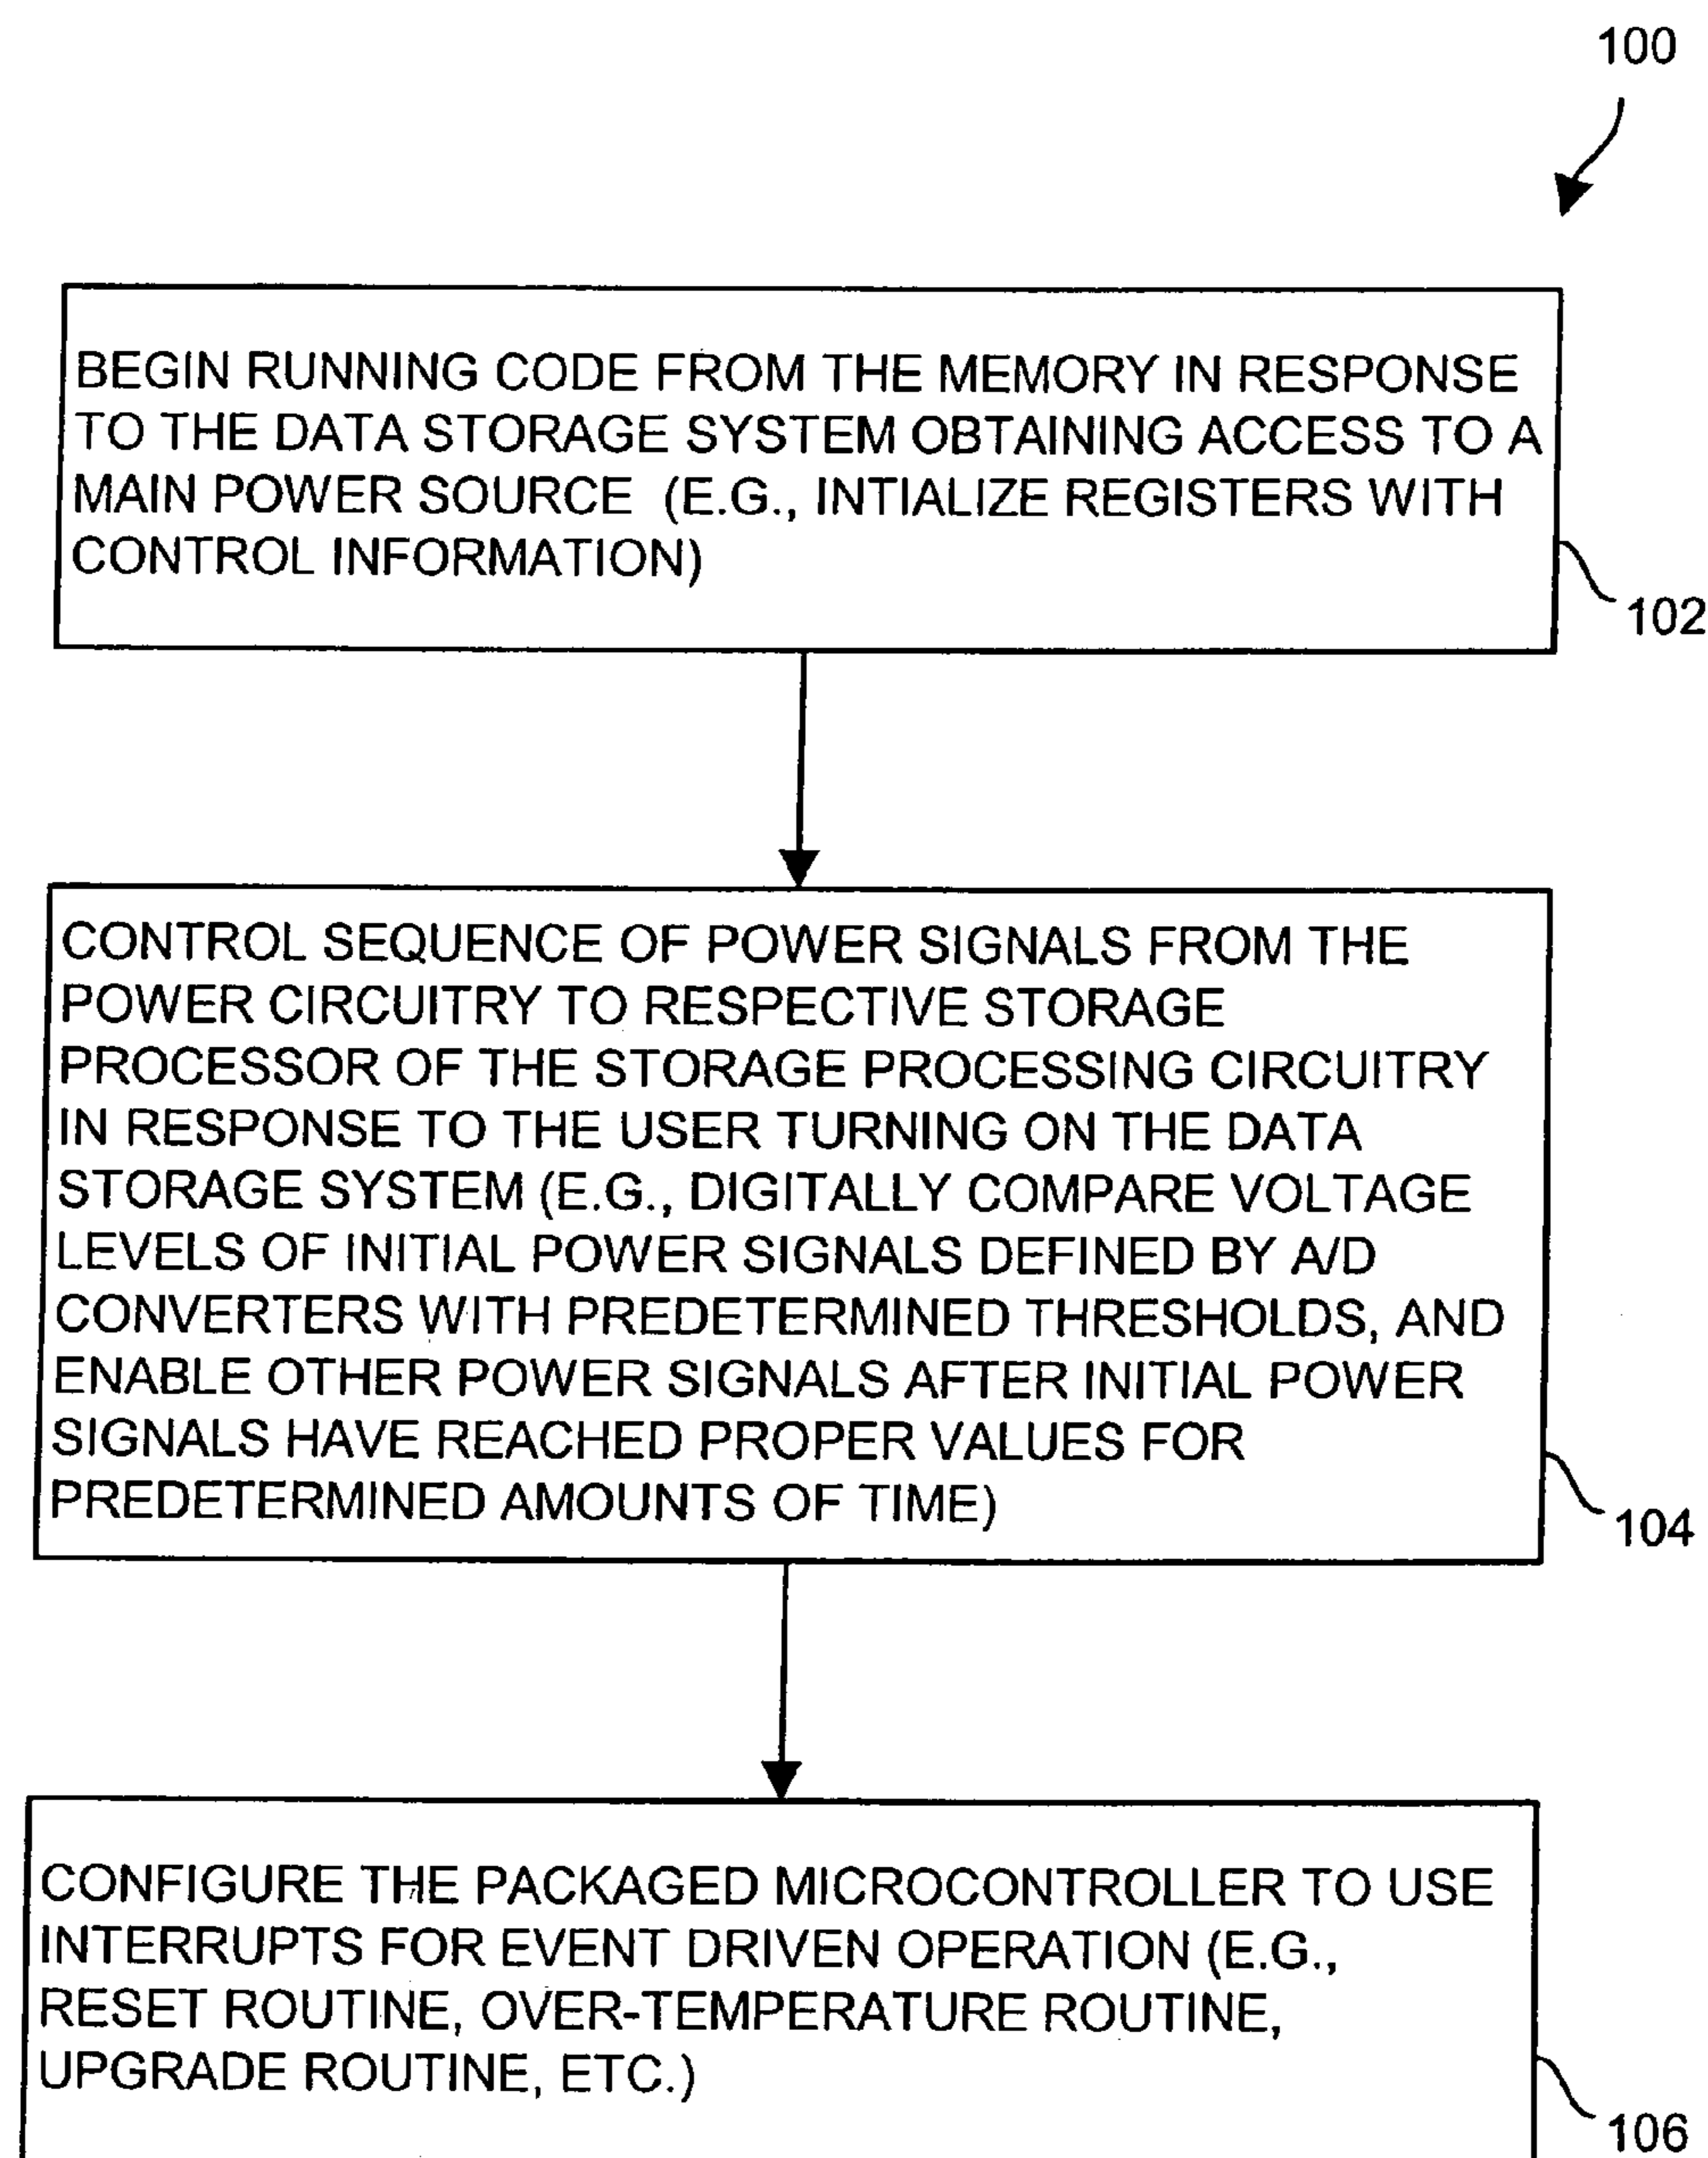 100
BEGIN RUNNING CODE FROM THE MEMORY IN RESPONSE
TO THE DATA STORAGE SYSTEM OBTAINING ACCESS TO A
MAIN POWER SOURCE (E.G., INTIALIZE REGISTERS WITH
CONTROL INFORMATION)
102
CONTROL SEQUENCE OF POWER SIGNALS FROM THE
POWER CIRCUITRY TO RESPECTIVE STORAGE
PROCESSOR OF THE STORAGE PROCESSING CIRCUITRY
IN RESPONSE TO THE USER TURNING ON THE DATA
STORAGE SYSTEM (E.G., DIGITALLY COMPARE VOLTAGE
LEVELS OF INITIAL POWER SIGNALS DEFINED BY A/D
CONVERTERS WITH PREDETERMINED THRESHOLDS, AND
ENABLE OTHER POWER SIGNALS AFTER INITIAL POWER
SIGNALS HAVE REACHED PROPER VALUES FOR
PREDETERMINED AMOUNTS OF TIME)
104
CONFIGURE THE PACKAGED MICROCONTROLLER TO USE
INTERRUPTS FOR EVENT DRIVEN OPERATION (E.G.,
RESET ROUTINE, OVER-TEMPERATURE ROUTINE,
UPGRADE ROUTINE, ETC.)
106